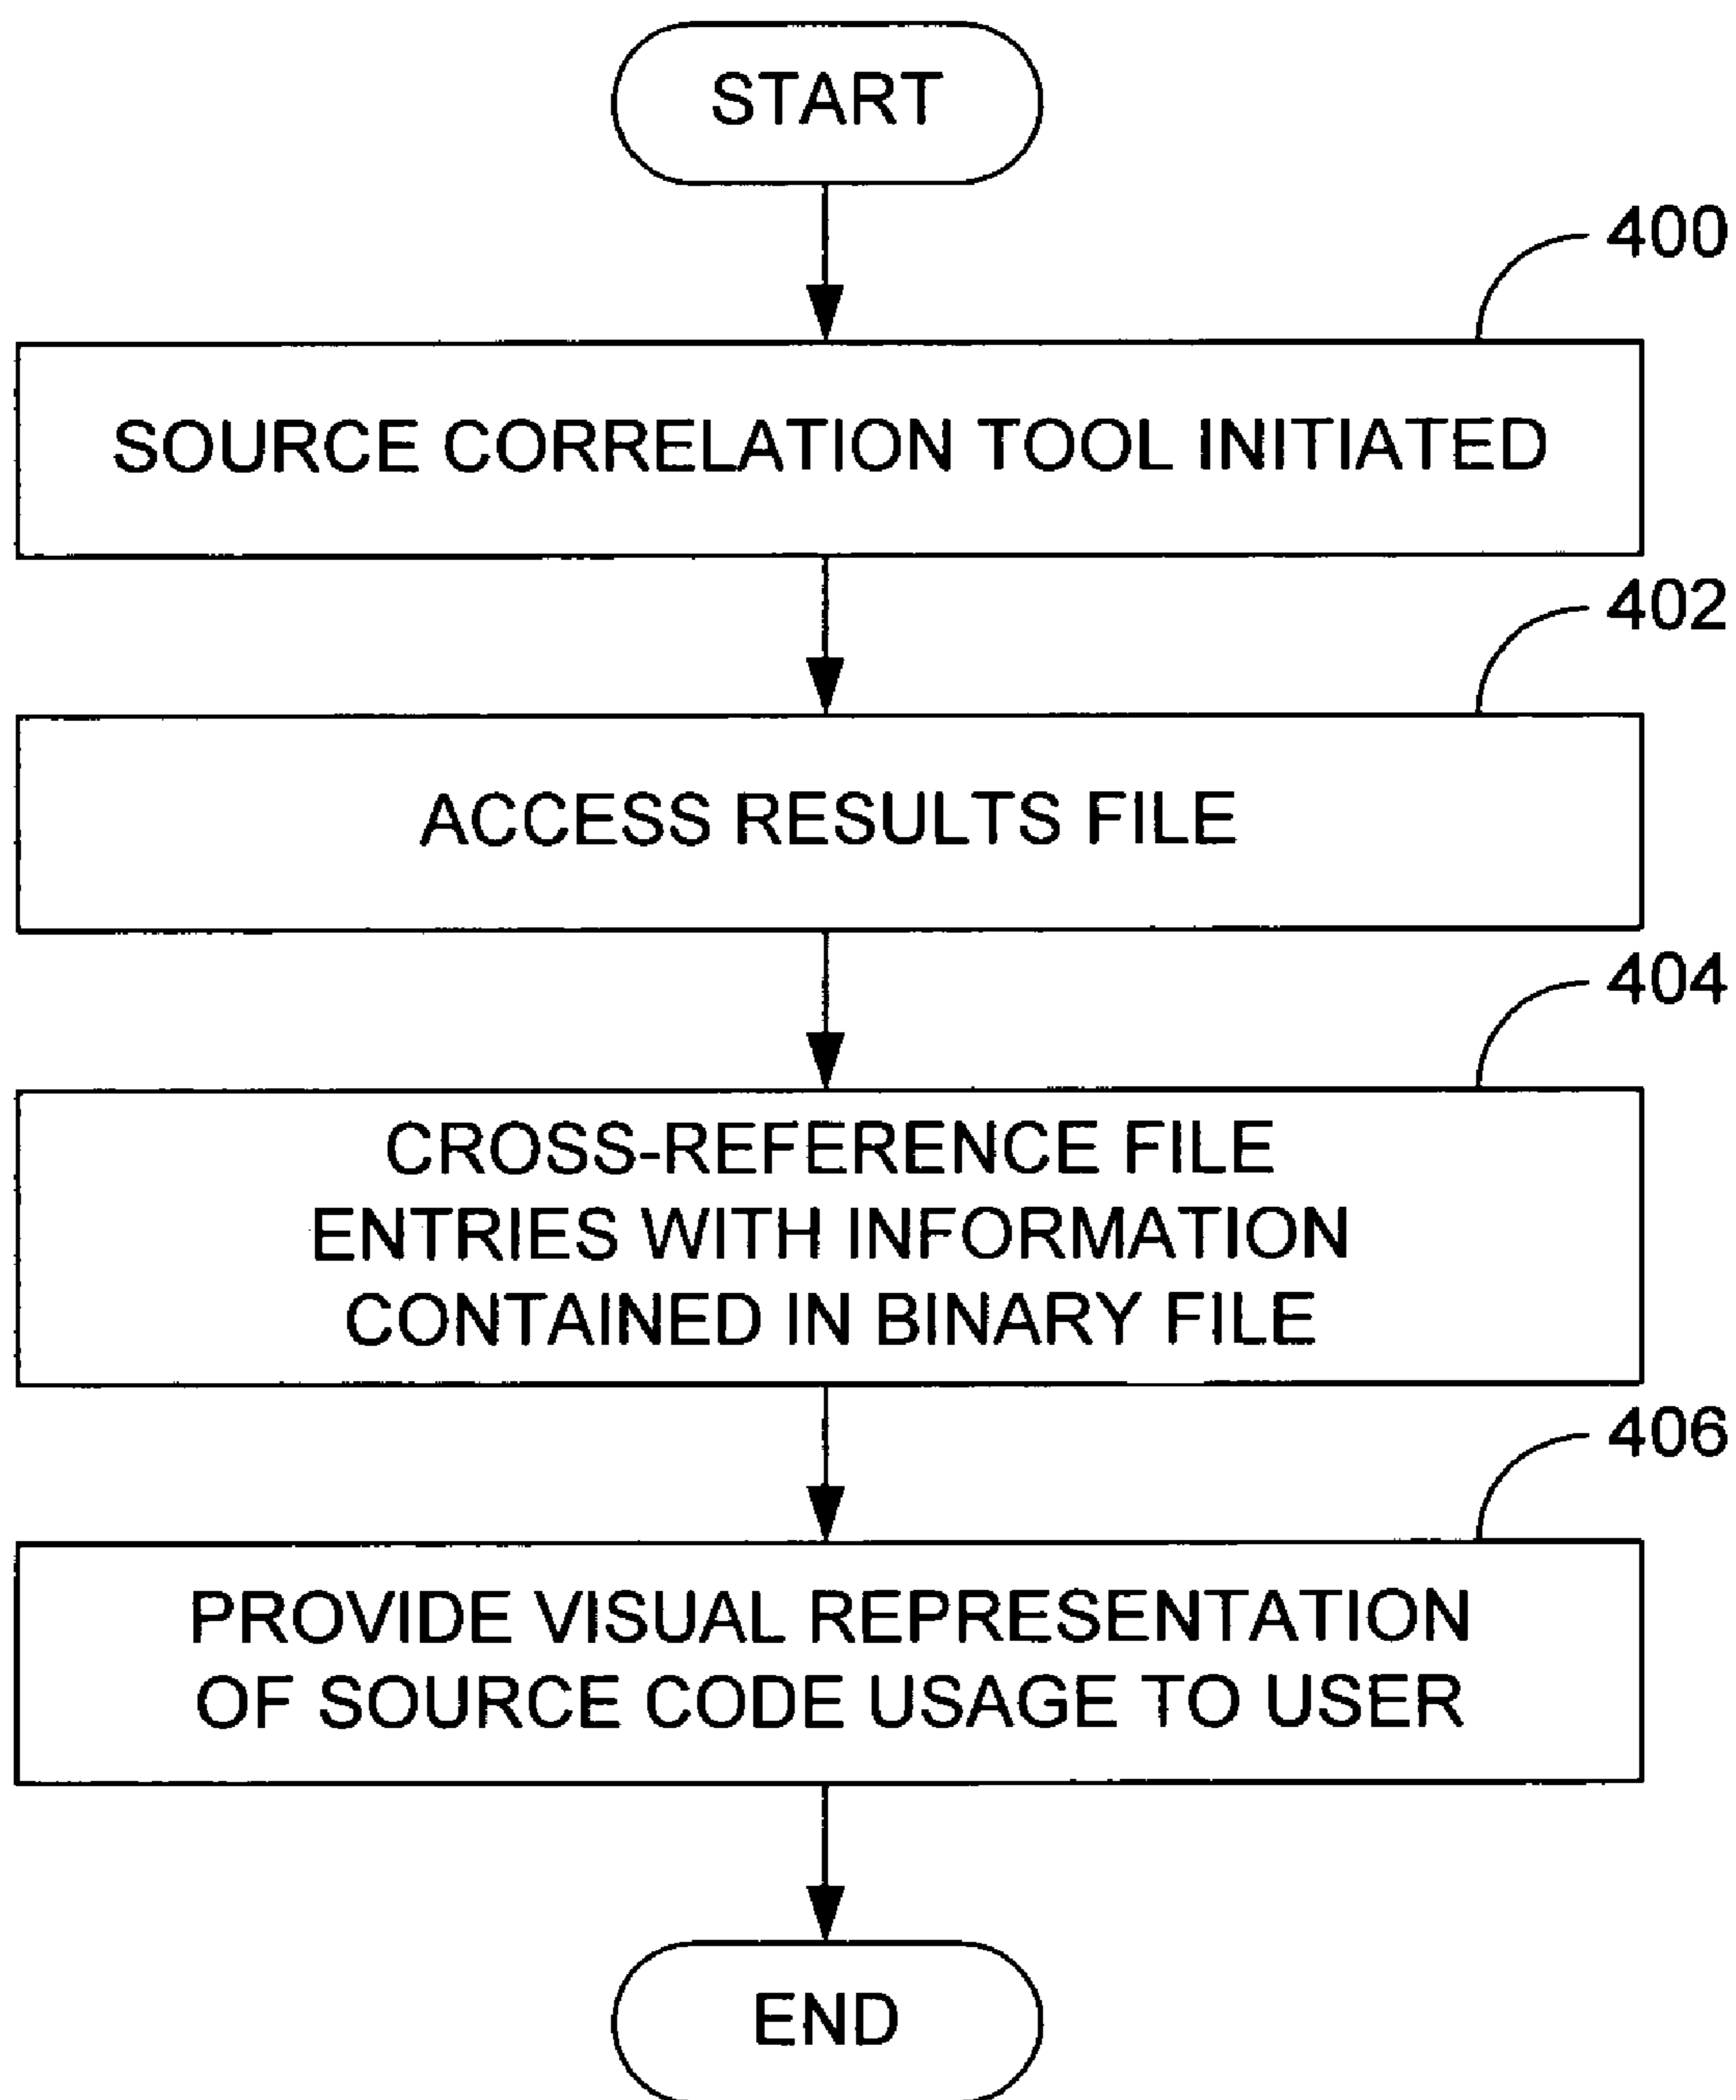 START
400
SOURCE CORRELATION TOOL INITIATED
402
ACCESS RESULTS FILE
404
CROSS-REFERENCE FILE
ENTRIES WITH INFORMATION
CONTAINED IN BINARY FILE
406
PROVIDE VISUAL REPRESENTATION
OF SOURCE CODE USAGE TO USER
END